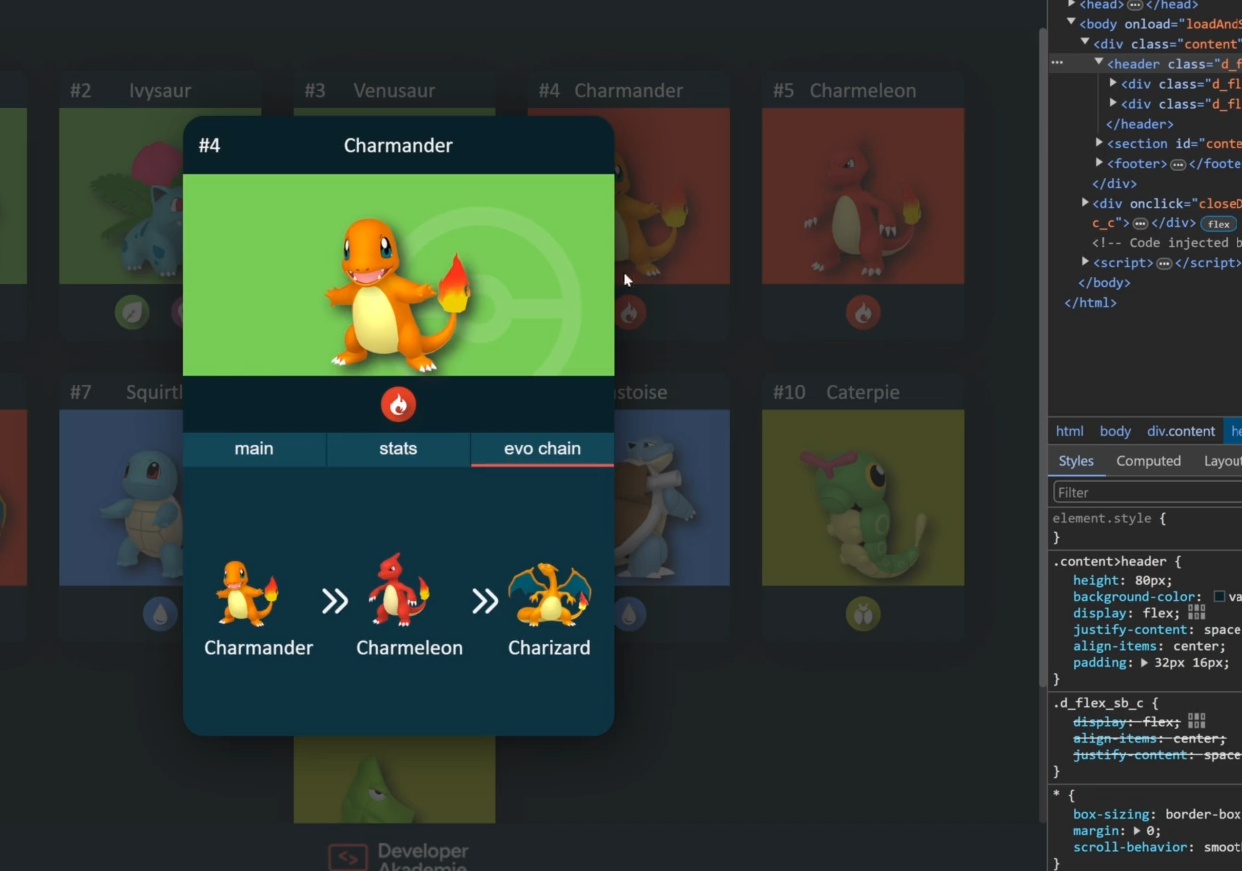 #2 Ivysaur
#3 Venusaur
#4 Charmander
#5 Charmeleon
#4 Charmander
main
stats
evo chain
Charmander
Charmeleon
Charizard
#7 Squirtl
stoise
#10 Caterpie
<> Developer
Akademie
<head> ••• </head>
<body onload="loadAndS
<div class="content"
••• <header class="d_f
<div class="d_fl
<div class="d_fl
</header>
<section id="conte
<footer> ••• </foote
</div>
<div onclick="closeD
c_c"> ••• </div> flex
<!-- Code injected b
<script> ••• </script>
</body>
</html>
html body div.content he
Styles Computed Layout
Filter
element.style {
}
.content>header {
height: 80px;
background-color: va
display: flex;
justify-content: space
align-items: center;
padding: 32px 16px;
}
.d_flex_sb_c {
display: flex;
align-items: center;
justify-content: space
}
* {
box-sizing: border-box
margin: 0;
scroll-behavior: smoot
}